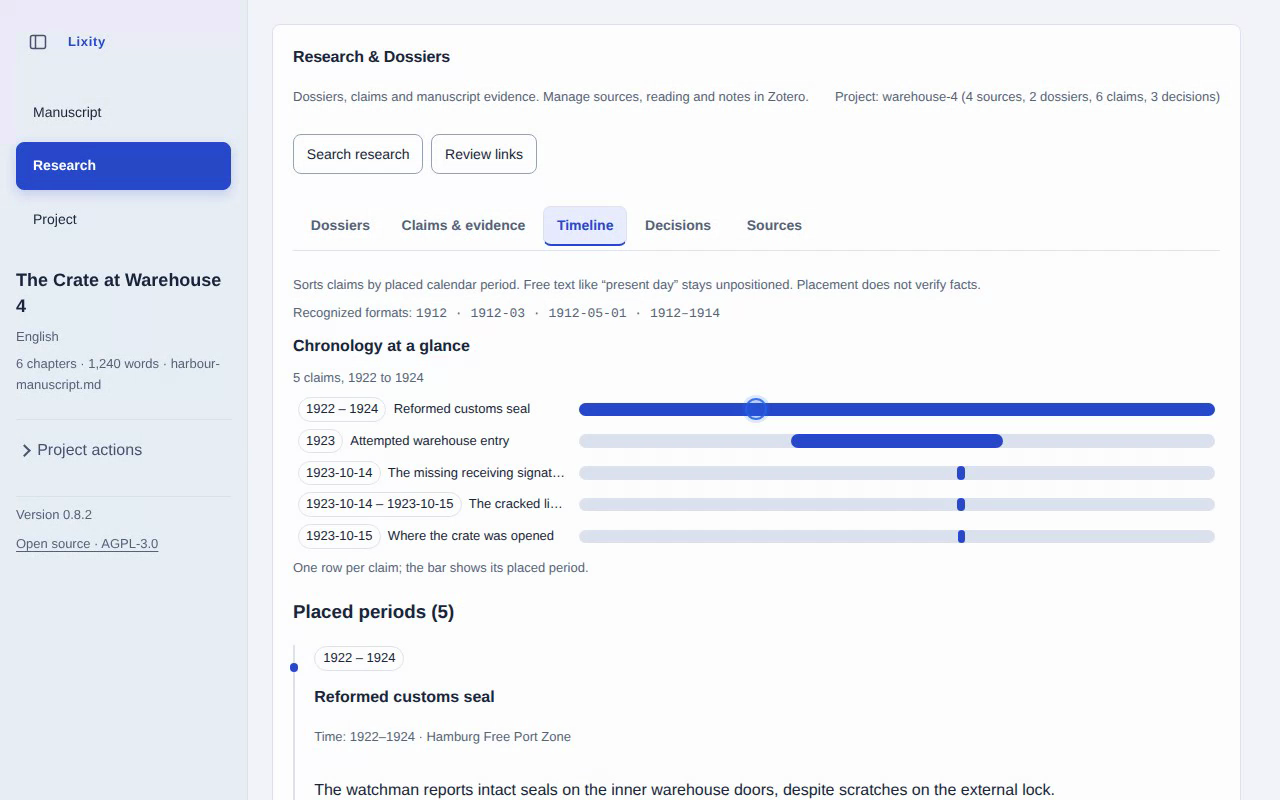 Lixity
Manuscript
Research
Project
The Crate at Warehouse
4
English
6 chapters · 1,240 words · harbour-
manuscript.md
Project actions
Version 0.8.2
Open source · AGPL-3.0
Research & Dossiers
Dossiers, claims and manuscript evidence. Manage sources, reading and notes in Zotero.
Project: warehouse-4 (4 sources, 2 dossiers, 6 claims, 3 decisions)
Search research
Review links
Dossiers
Claims & evidence
Timeline
Decisions
Sources
Sorts claims by placed calendar period. Free text like “present day” stays unpositioned. Placement does not verify facts.
Recognized formats: 1912 · 1912-03 · 1912-05-01 · 1912–1914
Chronology at a glance
5 claims, 1922 to 1924
1922 – 1924 Reformed customs seal
1923 Attempted warehouse entry
1923-10-14 The missing receiving signat…
1923-10-14 – 1923-10-15 The cracked li…
1923-10-15 Where the crate was opened
One row per claim; the bar shows its placed period.
Placed periods (5)
1922 – 1924
Reformed customs seal
Time: 1922–1924 · Hamburg Free Port Zone
The watchman reports intact seals on the inner warehouse doors, despite scratches on the external lock.